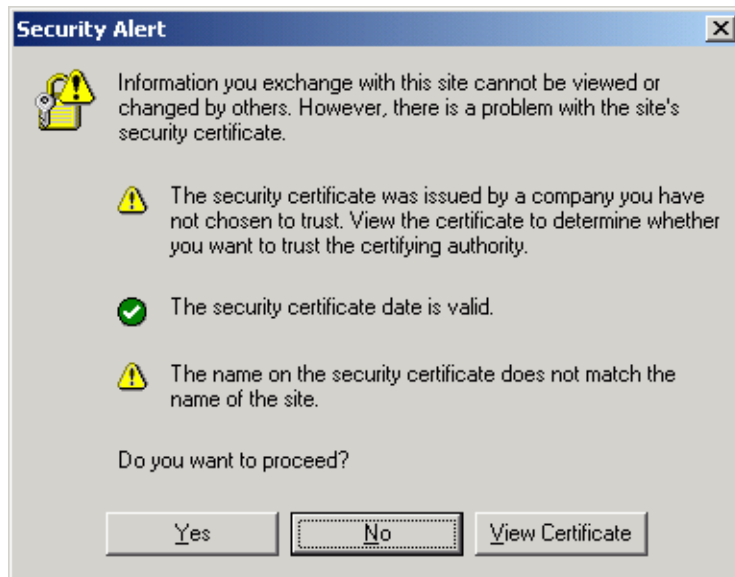 Security Alert
Information you exchange with this site cannot be viewed or
changed by others. However, there is a problem with the site's
security certificate.
The security certificate was issued by a company you have
not chosen to trust. View the certificate to determine whether
you want to trust the certifying authority.
The security certificate date is valid.
The name on the security certificate does not match the
name of the site.
Do you want to proceed?
Yes No View Certificate